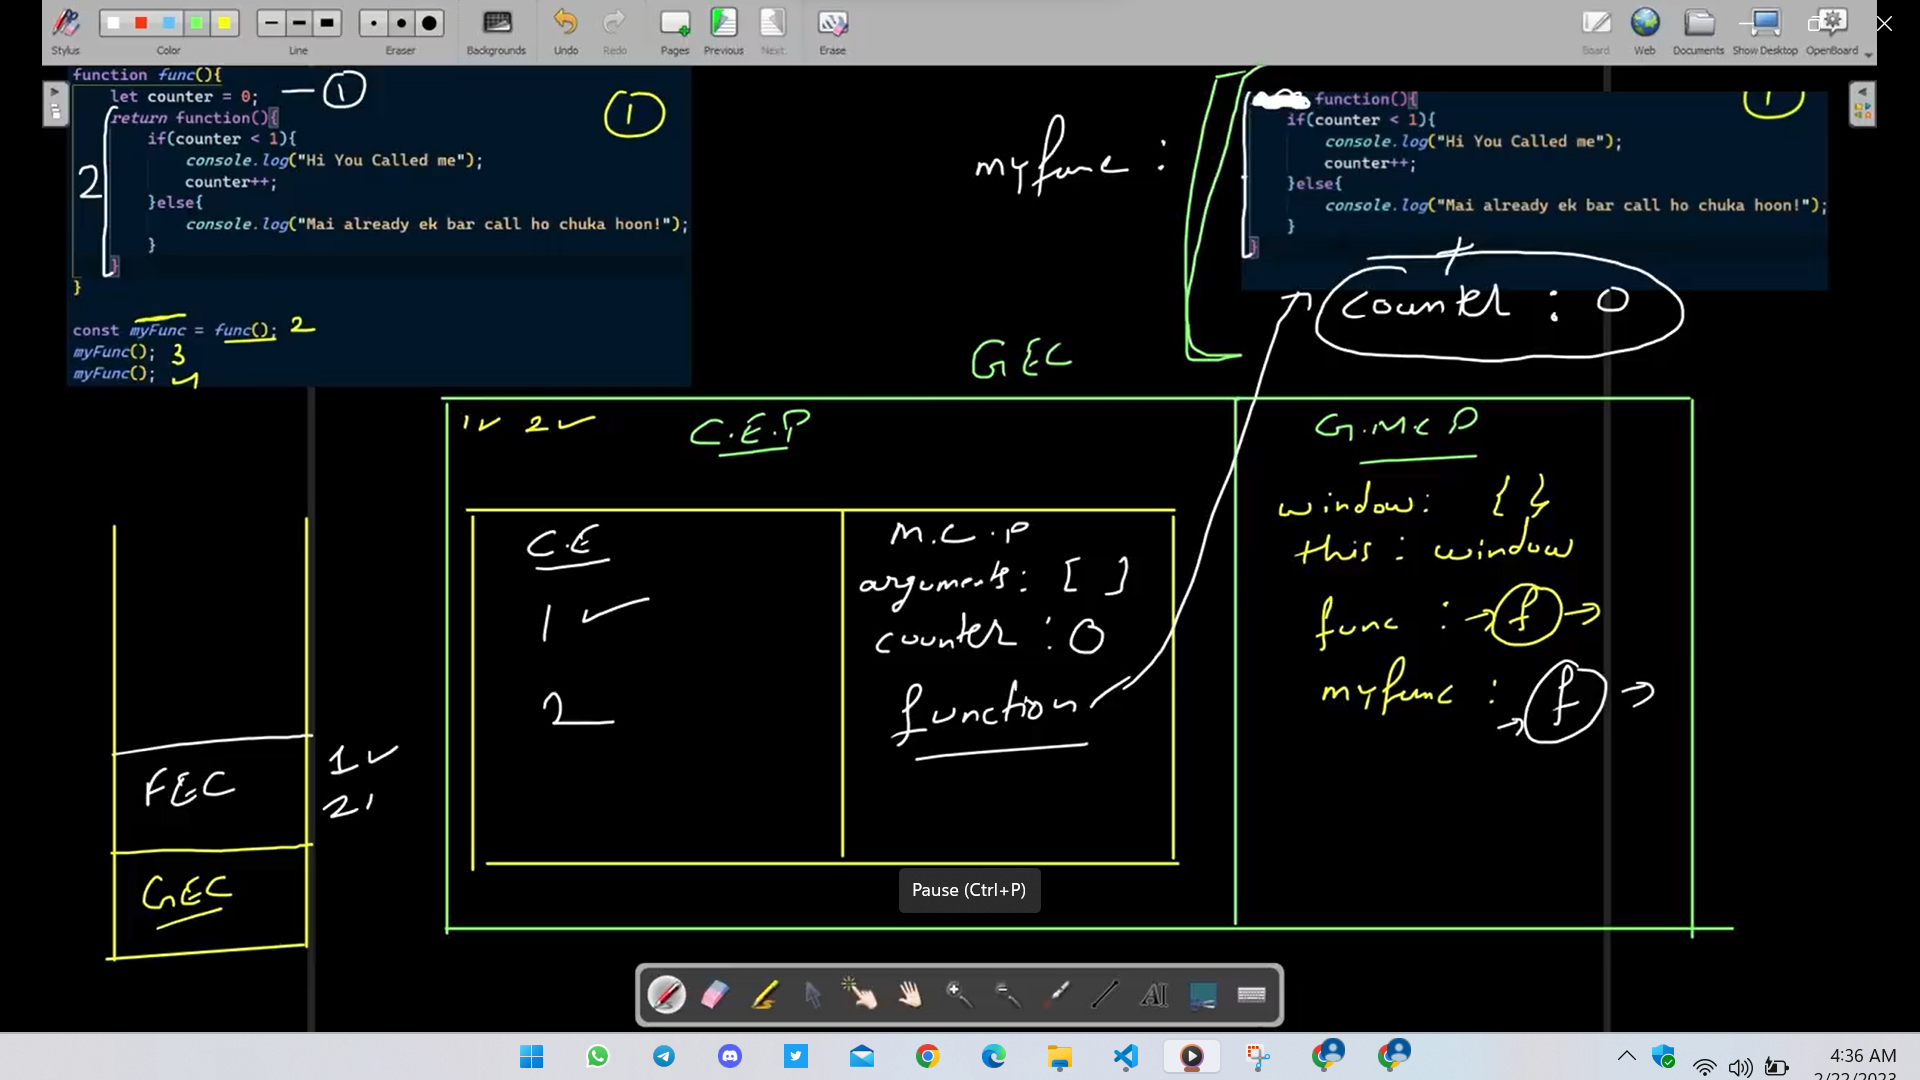 Stylus
Color
Line
Eraser
Backgrounds
Undo
Redo
Pages
Previous
Next
Erase
Board
Web
Documents
Show Desktop
OpenBoard
function func(){
let counter = 0; — 1
return function(){
if(counter < 1){
console.log("Hi You Called me");
counter++;
}else{
console.log("Mai already ek bar call ho chuka hoon!");
}
}
}
1
2
const myFunc = func(); 2
myFunc(); 3
myFunc(); 4
myfunc :
function(){
if(counter < 1){
console.log("Hi You Called me");
counter++;
}else{
console.log("Mai already ek bar call ho chuka hoon!");
}
}
1
+
counter : 0
GEC
1✓ 2✓ C.E.P
C.E
1 ✓
2
M.C.P
arguments: [ ]
counter : 0
function
G.M.C P
window: { }
this : window
func : → f →
myfunc : → f →
FEC
1 ✓
2
GEC
Pause (Ctrl+P)
AI
4:36 AM
2/22/2023